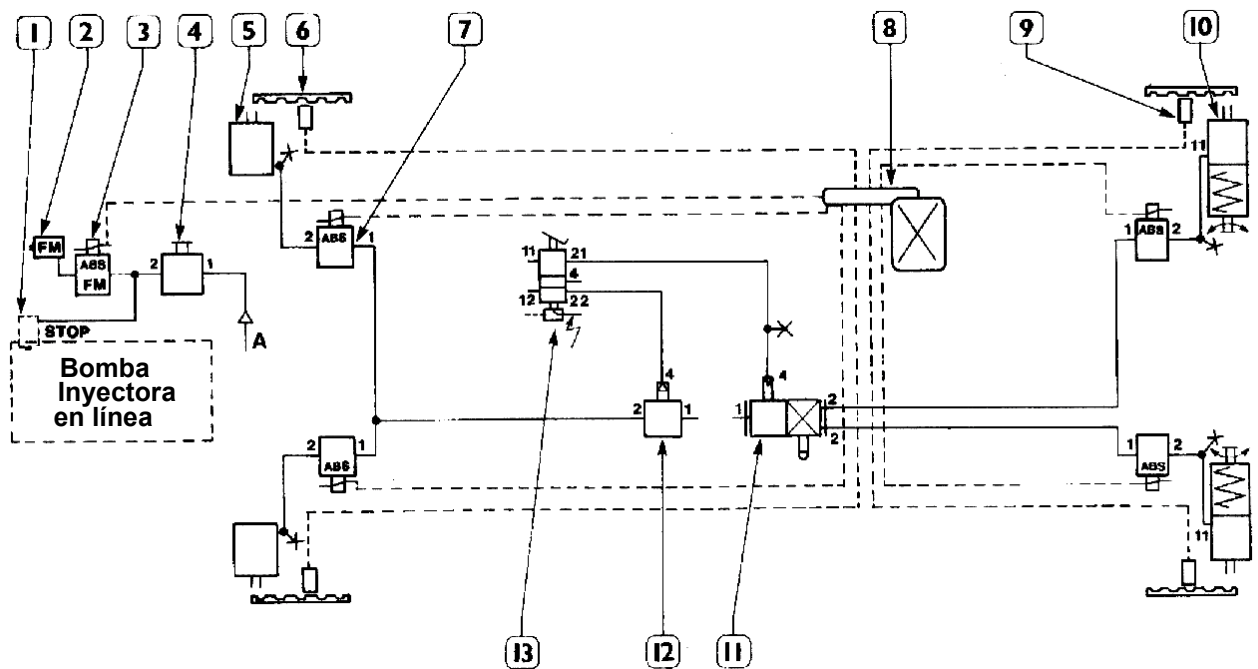 1 2 3 4 5 6 7 8 9 10
11
2 ABS 1
1 ABS 2
FM
ABS
FM
2 1
11 21
4
12 22
1
STOP
A
Bomba
Inyectora
en línea
4
2 1
4
1 2
2
2 1
ABS
1 2
ABS
11
13 12 11